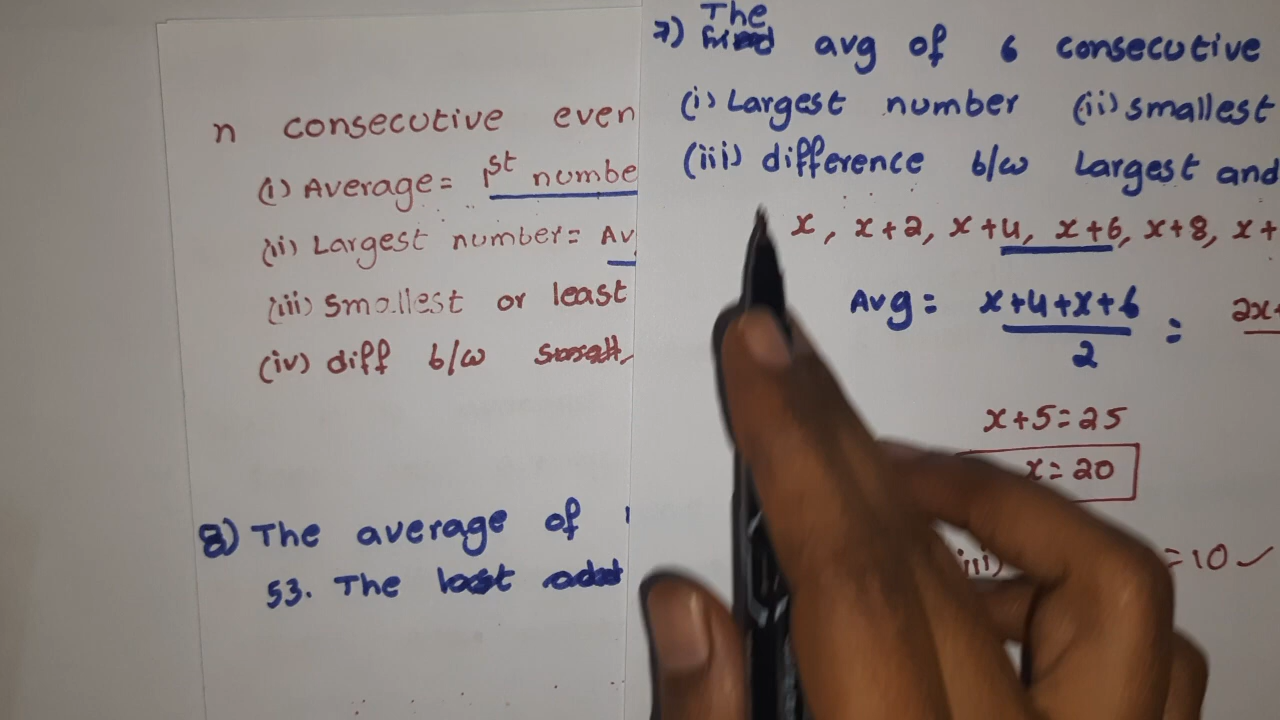 n consecutive even
(i) Average = 1st numbe
(ii) Largest number = Av
(iii) Smallest or least
(iv) diff b/w
8) The average of
53. The
7) The avg of 6 consecutive
(i) Largest number (ii) smallest
(iii) difference b/w Largest and
x, x+2, x+4, x+6, x+8, x+
Avg = x+4+x+6 / 2 = 2x+
x+5=25
x=20
iii) =10 ✓